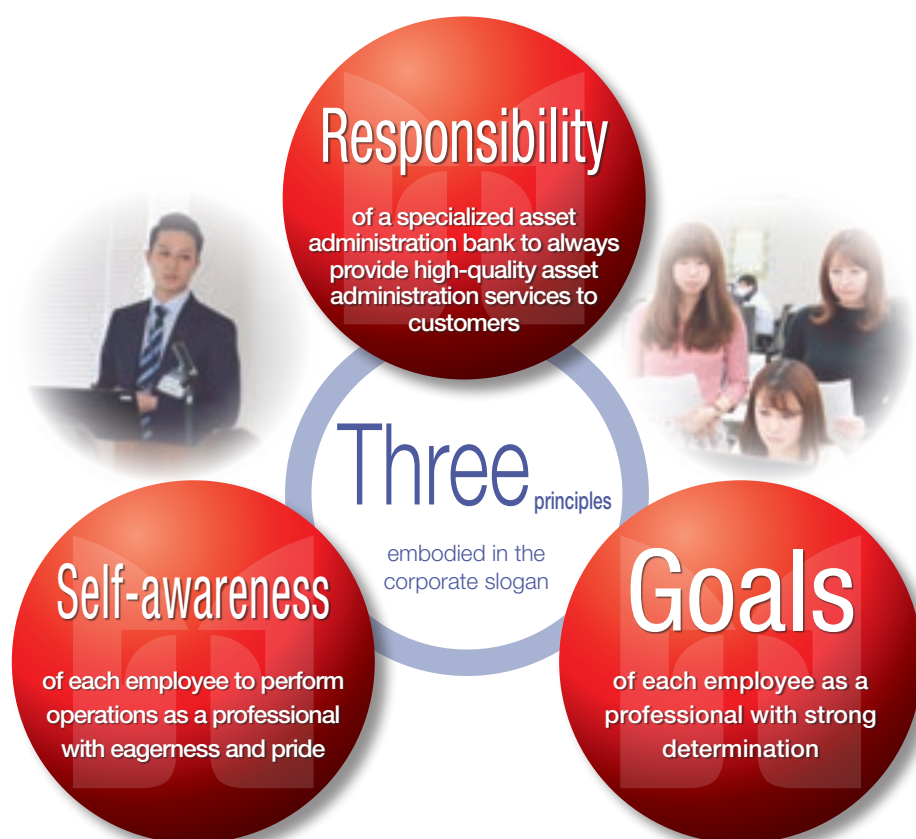 Responsibility
of a specialized asset
administration bank to always
provide high-quality asset
administration services to
customers
Three principles
embodied in the
corporate slogan
Self-awareness
of each employee to perform
operations as a professional
with eagerness and pride
Goals
of each employee as a
professional with strong
determination